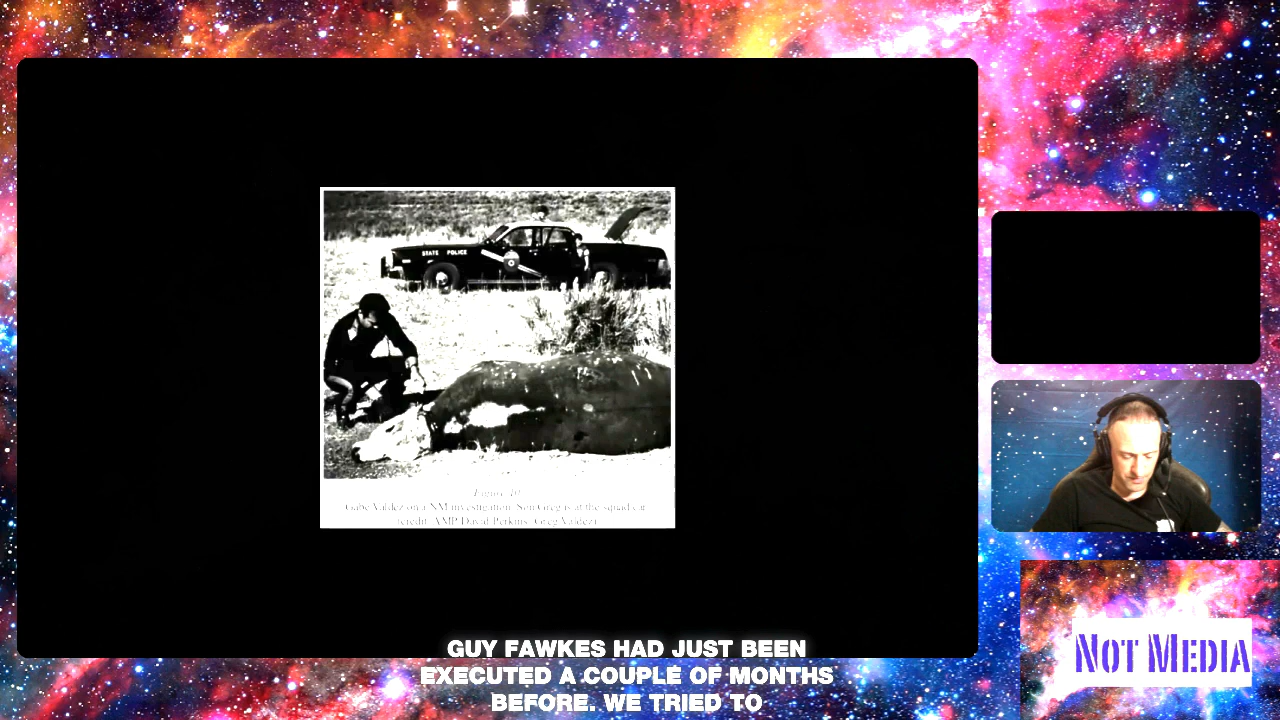 STATE POLICE
Figure 10
Gabe Valdez on a NM investigation. Son Greg is at the squad car.
(credit: AMP David Perkins, Greg Valdez)
NOT MEDIA
GUY FAWKES HAD JUST BEEN
EXECUTED A COUPLE OF MONTHS
BEFORE. WE TRIED TO